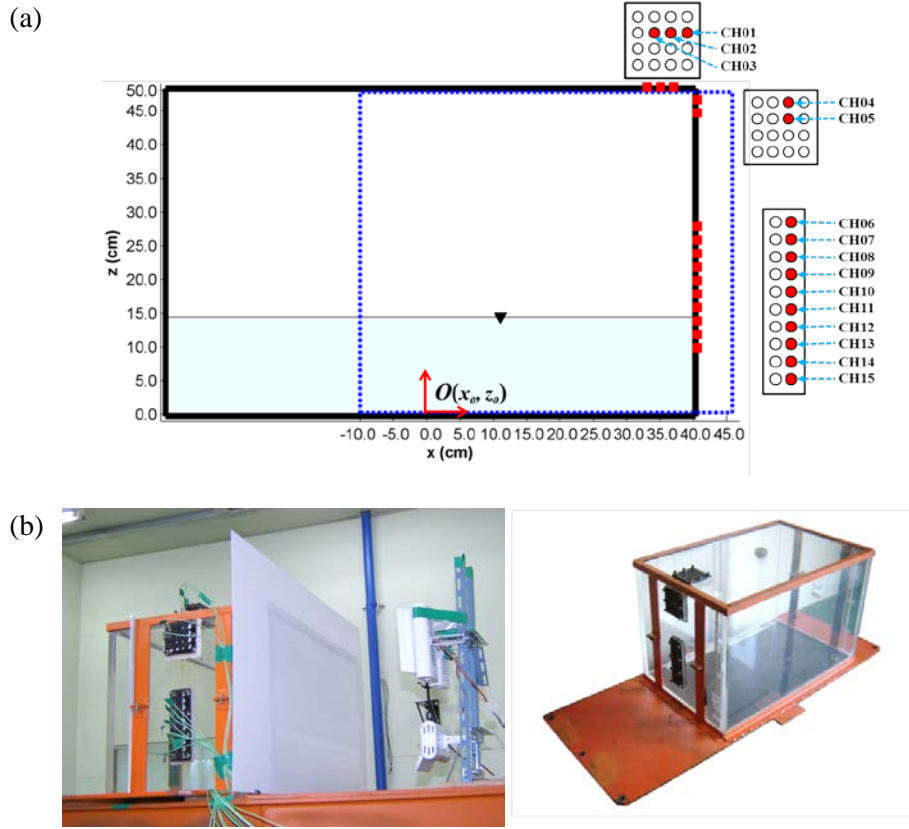 (a)
CH01
CH02
CH03
CH04
CH05
CH06
CH07
CH08
CH09
CH10
CH11
CH12
CH13
CH14
CH15
50.0
45.0
40.0
35.0
30.0
25.0
20.0
15.0
10.0
5.0
0.0
z (cm)
O(xₒ, zₒ)
-10.0 -5.0 0.0 5.0 10.0 15.0 20.0 25.0 30.0 35.0 40.0 45.0
x (cm)
(b)